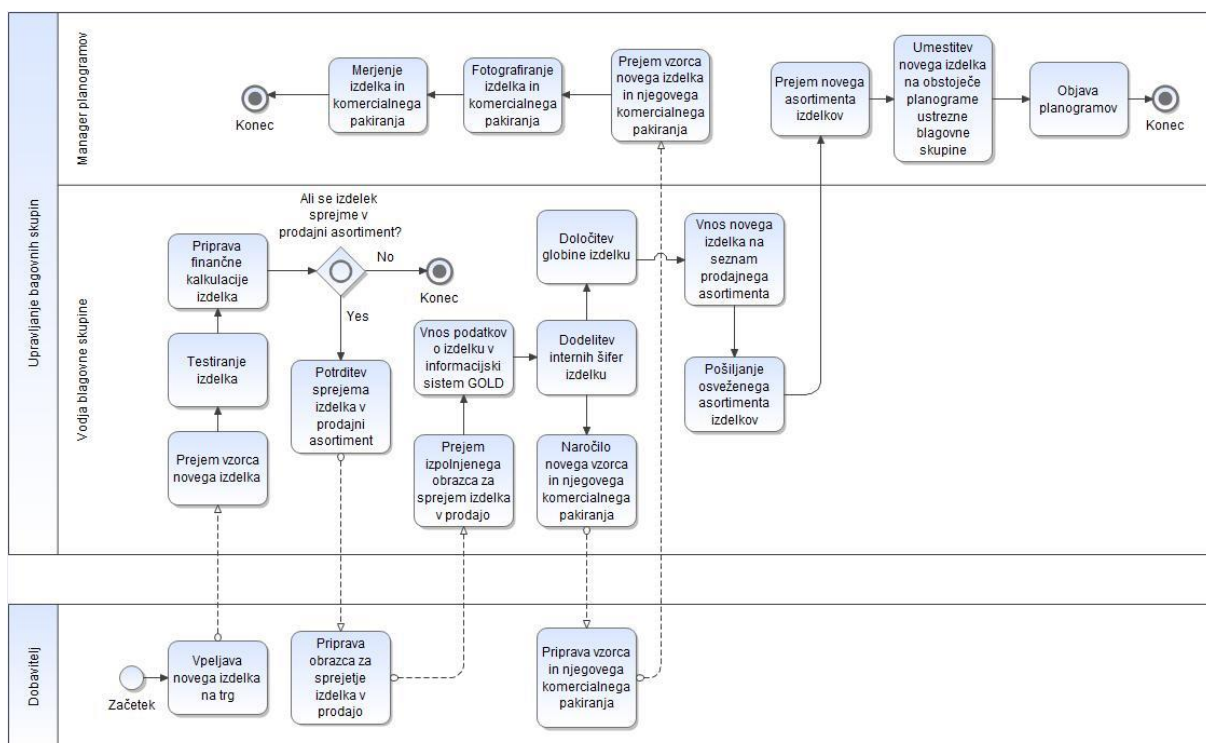 Upravljanje bagovnih skupin
Manager planogramov
Konec
Merjenje
izdelka in
komercialnega
pakiranja
Fotografiranje
izdelka in
komercialnega
pakiranja
Prejem vzorca
novega izdelka
in njegovega
komercialnega
pakiranja
Prejem novega
asortimenta
izdelkov
Umestitev
novega izdelka
na obstoječe
planograme
ustrezne
blagovne
skupine
Objava
planogramov
Konec
Vodja blagovne skupine
Priprava
finančne
kalkulacije
izdelka
Testiranje
izdelka
Prejem vzorca
novega izdelka
Ali se izdelek
sprejme v
prodajni asortiment?
No
Konec
Yes
Potrditev
sprejema
izdelka v
prodajni
asortiment
Vnos podatkov
o izdelku v
informacijski
sistem GOLD
Prejem
izpolnjenega
obrazca za
sprejem izdelka
v prodajo
Določitev
globine izdelku
Dodelitev
internih šifer
izdelku
Naročilo
novega vzorca
in njegovega
komercialnega
pakiranja
Vnos novega
izdelka na
seznam
prodajnega
asortimenta
Pošiljanje
osveženega
asortimenta
izdelkov
Dobavitelj
Začetek
Vpeljava
novega izdelka
na trg
Priprava
obrazca za
sprejetje
izdelka v
prodajo
Priprava vzorca
in njegovega
komercialnega
pakiranja